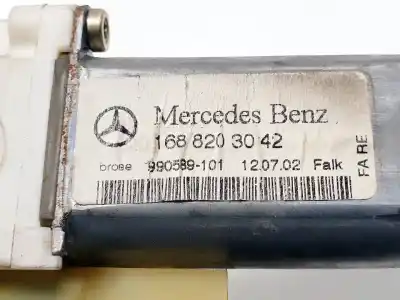 Mercedes Benz
168 820 30 42
brose 990589-101 12.07.02 Falk
FA RE